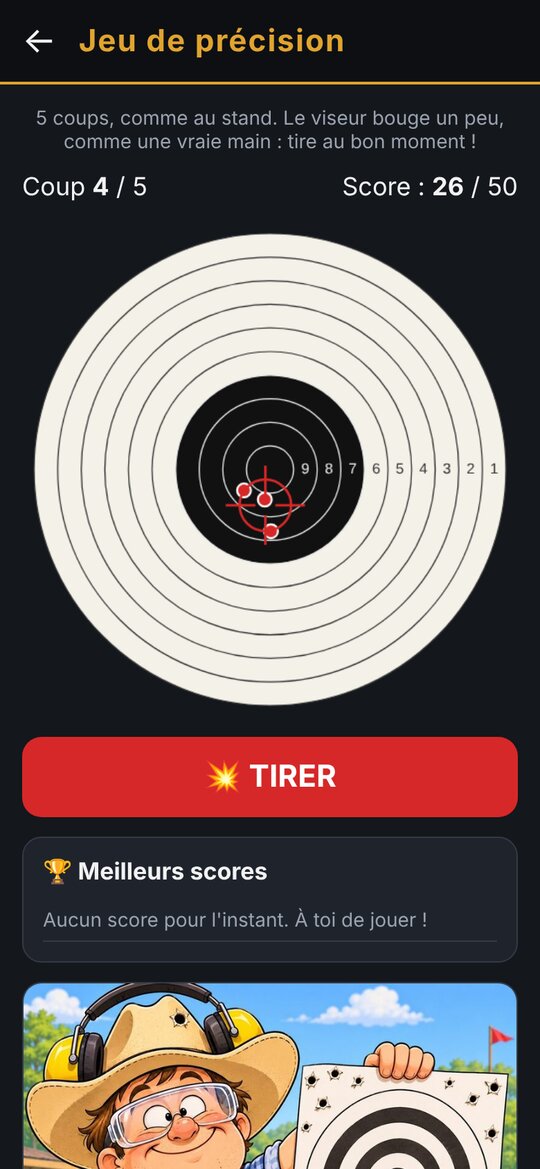 Jeu de précision
5 coups, comme au stand. Le viseur bouge un peu,
comme une vraie main : tire au bon moment !
Coup 4 / 5
Score : 26 / 50
9 8 7 6 5 4 3 2 1
💥 TIRER
🏆 Meilleurs scores
Aucun score pour l'instant. À toi de jouer !